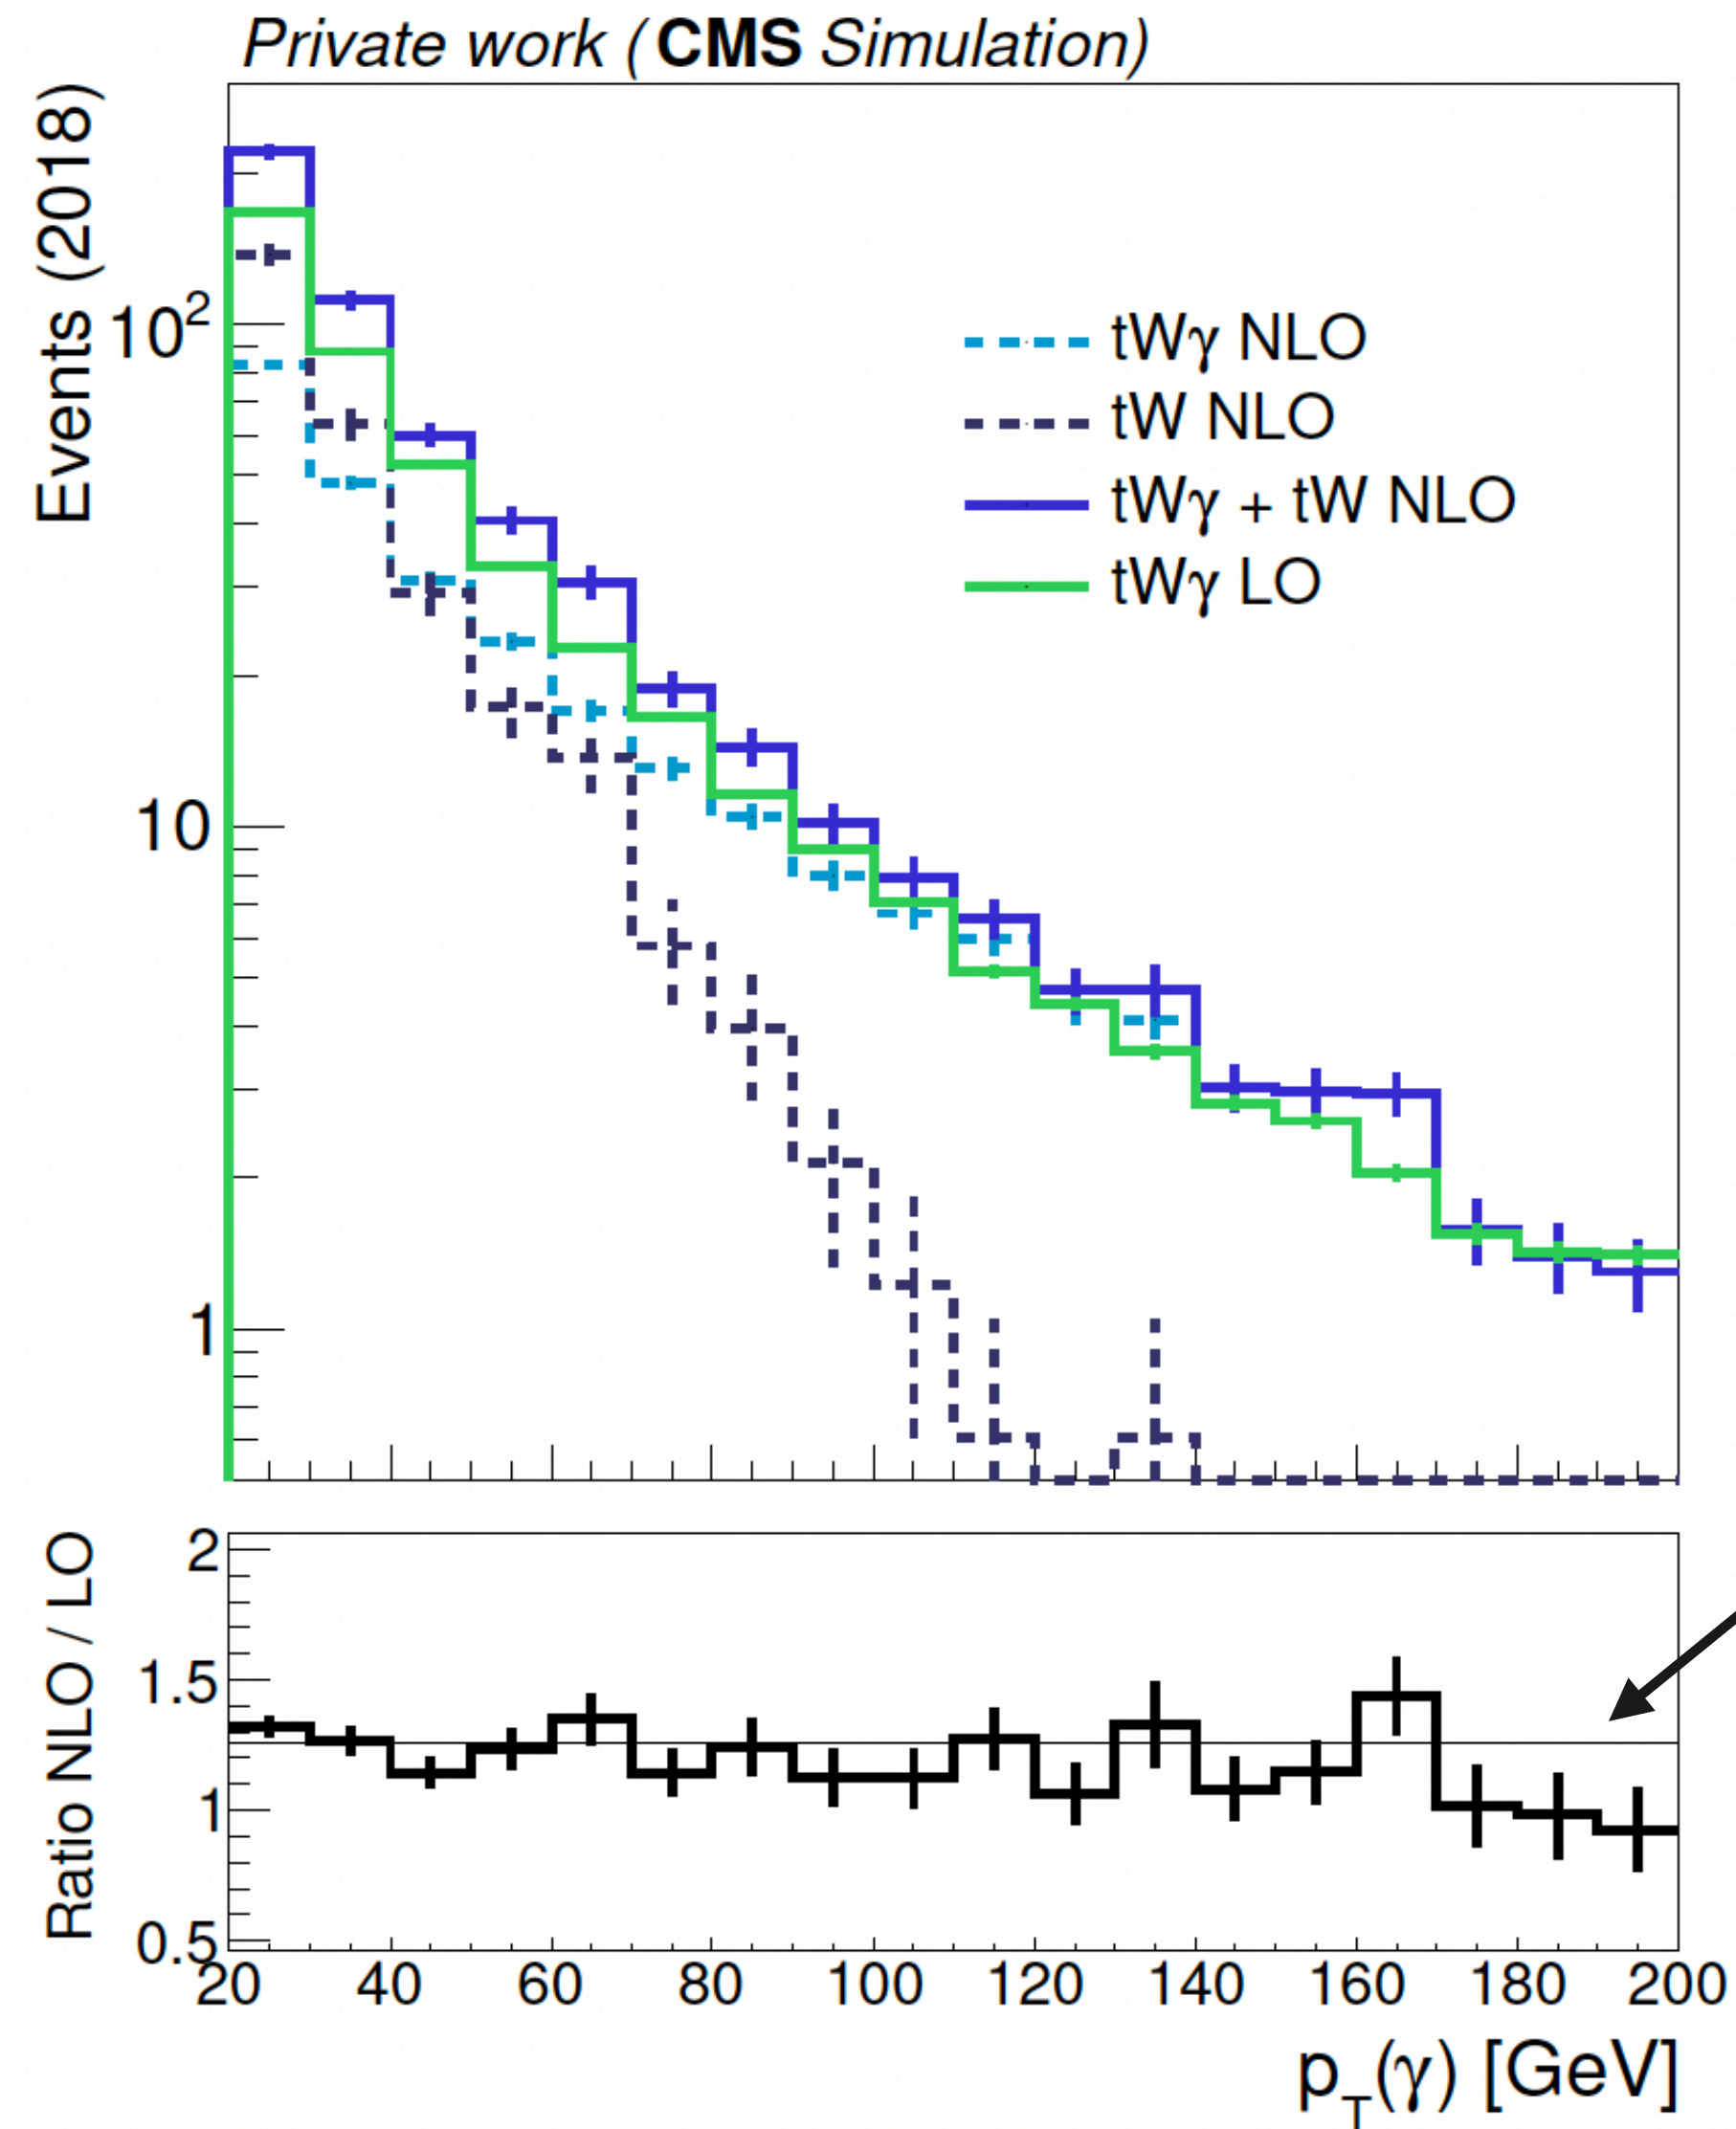 Private work (CMS Simulation)
Events (2018)
10²
10
1
tWγ NLO
tW NLO
tWγ + tW NLO
tWγ LO
Ratio NLO / LO
2
1.5
1
0.5
20 40 60 80 100 120 140 160 180 200
p_T(γ) [GeV]